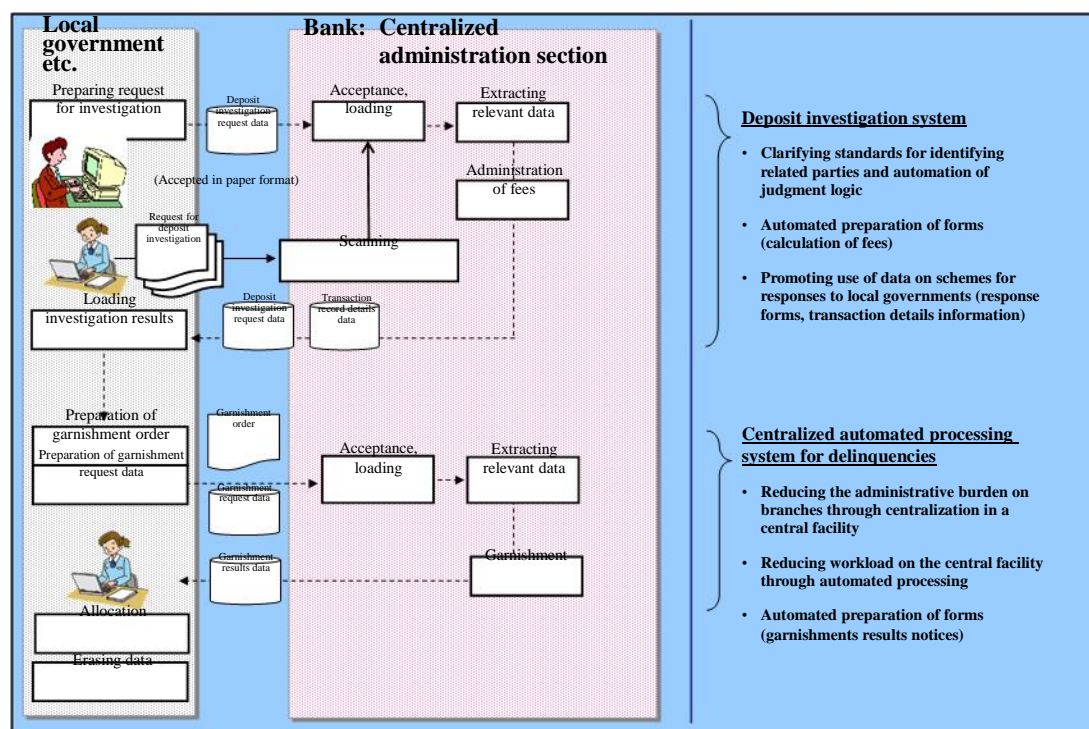 Local
government
etc.
Bank: Centralized
administration section
Preparing request
for investigation
Deposit
investigation
request data
Acceptance,
loading
Extracting
relevant data
(Accepted in paper format)
Administration
of fees
Request for
deposit
investigation
Scanning
Loading
investigation results
Deposit
investigation
request data
Transaction
record details
data
Preparation of
garnishment order
Preparation of garnishment
request data
Garnishment
order
Acceptance,
loading
Extracting
relevant data
Garnishment
request data
Garnishment
results data
Garnishment
Allocation
Erasing data
Deposit investigation system
• Clarifying standards for identifying
related parties and automation of
judgment logic
• Automated preparation of forms
(calculation of fees)
• Promoting use of data on schemes for
responses to local governments (response
forms, transaction details information)
Centralized automated processing
system for delinquencies
• Reducing the administrative burden on
branches through centralization in a
central facility
• Reducing workload on the central facility
through automated processing
• Automated preparation of forms
(garnishments results notices)